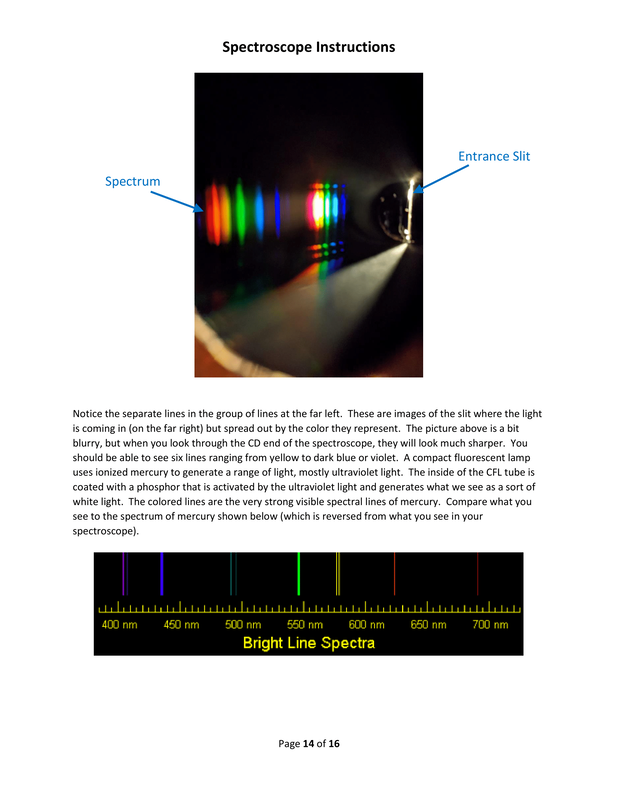 Spectroscope Instructions
Entrance Slit
Spectrum
Notice the separate lines in the group of lines at the far left.  These are images of the slit where the light
is coming in (on the far right) but spread out by the color they represent.  The picture above is a bit
blurry, but when you look through the CD end of the spectroscope, they will look much sharper.  You
should be able to see six lines ranging from yellow to dark blue or violet.  A compact fluorescent lamp
uses ionized mercury to generate a range of light, mostly ultraviolet light.  The inside of the CFL tube is
coated with a phosphor that is activated by the ultraviolet light and generates what we see as a sort of
white light.  The colored lines are the very strong visible spectral lines of mercury.  Compare what you
see to the spectrum of mercury shown below (which is reversed from what you see in your
spectroscope).
400 nm 450 nm 500 nm 550 nm 600 nm 650 nm 700 nm
Bright Line Spectra
Page 14 of 16